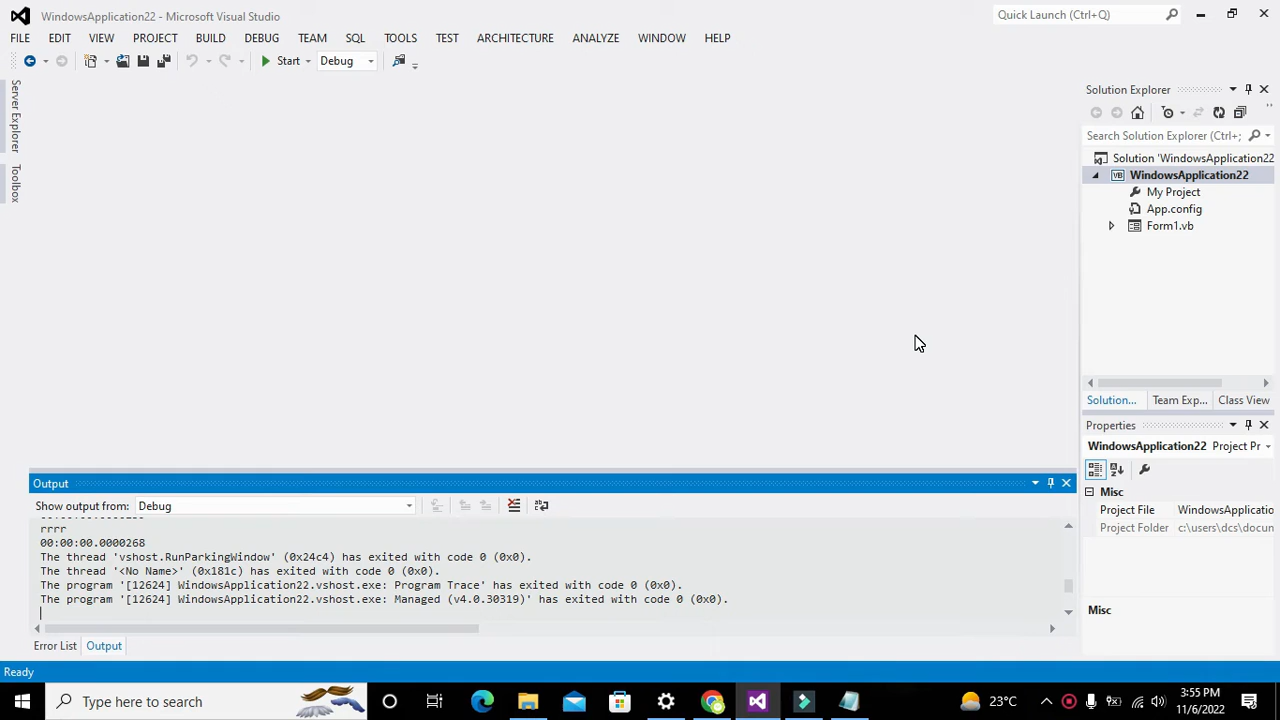 WindowsApplication22 - Microsoft Visual Studio
Quick Launch (Ctrl+Q)
FILE EDIT VIEW PROJECT BUILD DEBUG TEAM SQL TOOLS TEST ARCHITECTURE ANALYZE WINDOW HELP
Start Debug
Server Explorer
Toolbox
Solution Explorer
Search Solution Explorer (Ctrl+;
Solution 'WindowsApplication22
VB WindowsApplication22
My Project
App.config
Form1.vb
Solution... Team Exp... Class View
Properties
WindowsApplication22 Project Pr
Misc
Project File WindowsApplicatio
Project Folder c:\users\dcs\docun
Misc
Output
Show output from: Debug
rrrr
00:00:00.0000268
The thread 'vshost.RunParkingWindow' (0x24c4) has exited with code 0 (0x0).
The thread '<No Name>' (0x181c) has exited with code 0 (0x0).
The program '[12624] WindowsApplication22.vshost.exe: Program Trace' has exited with code 0 (0x0).
The program '[12624] WindowsApplication22.vshost.exe: Managed (v4.0.30319)' has exited with code 0 (0x0).
Error List Output
Ready
Type here to search
23°C
3:55 PM
11/6/2022